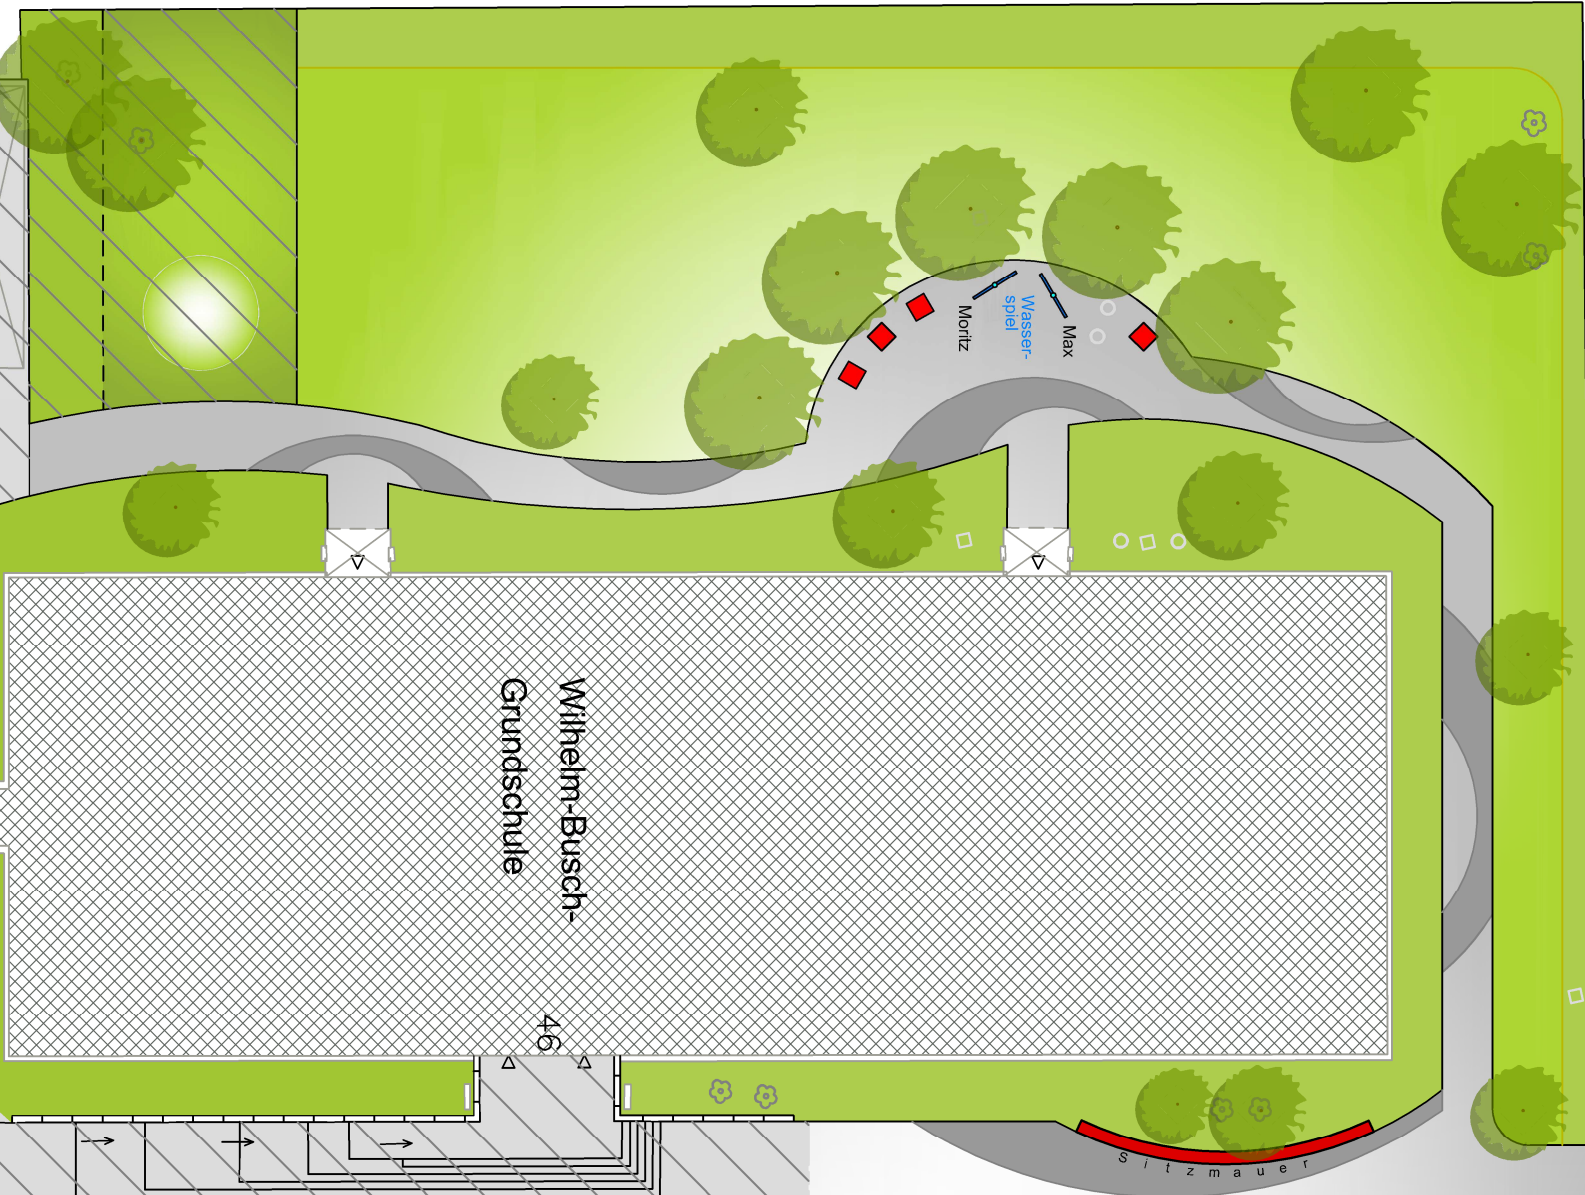 Moritz
Wasser-
spiel
Max
Wilhelm-Busch-
Grundschule
46
Sitzmauer